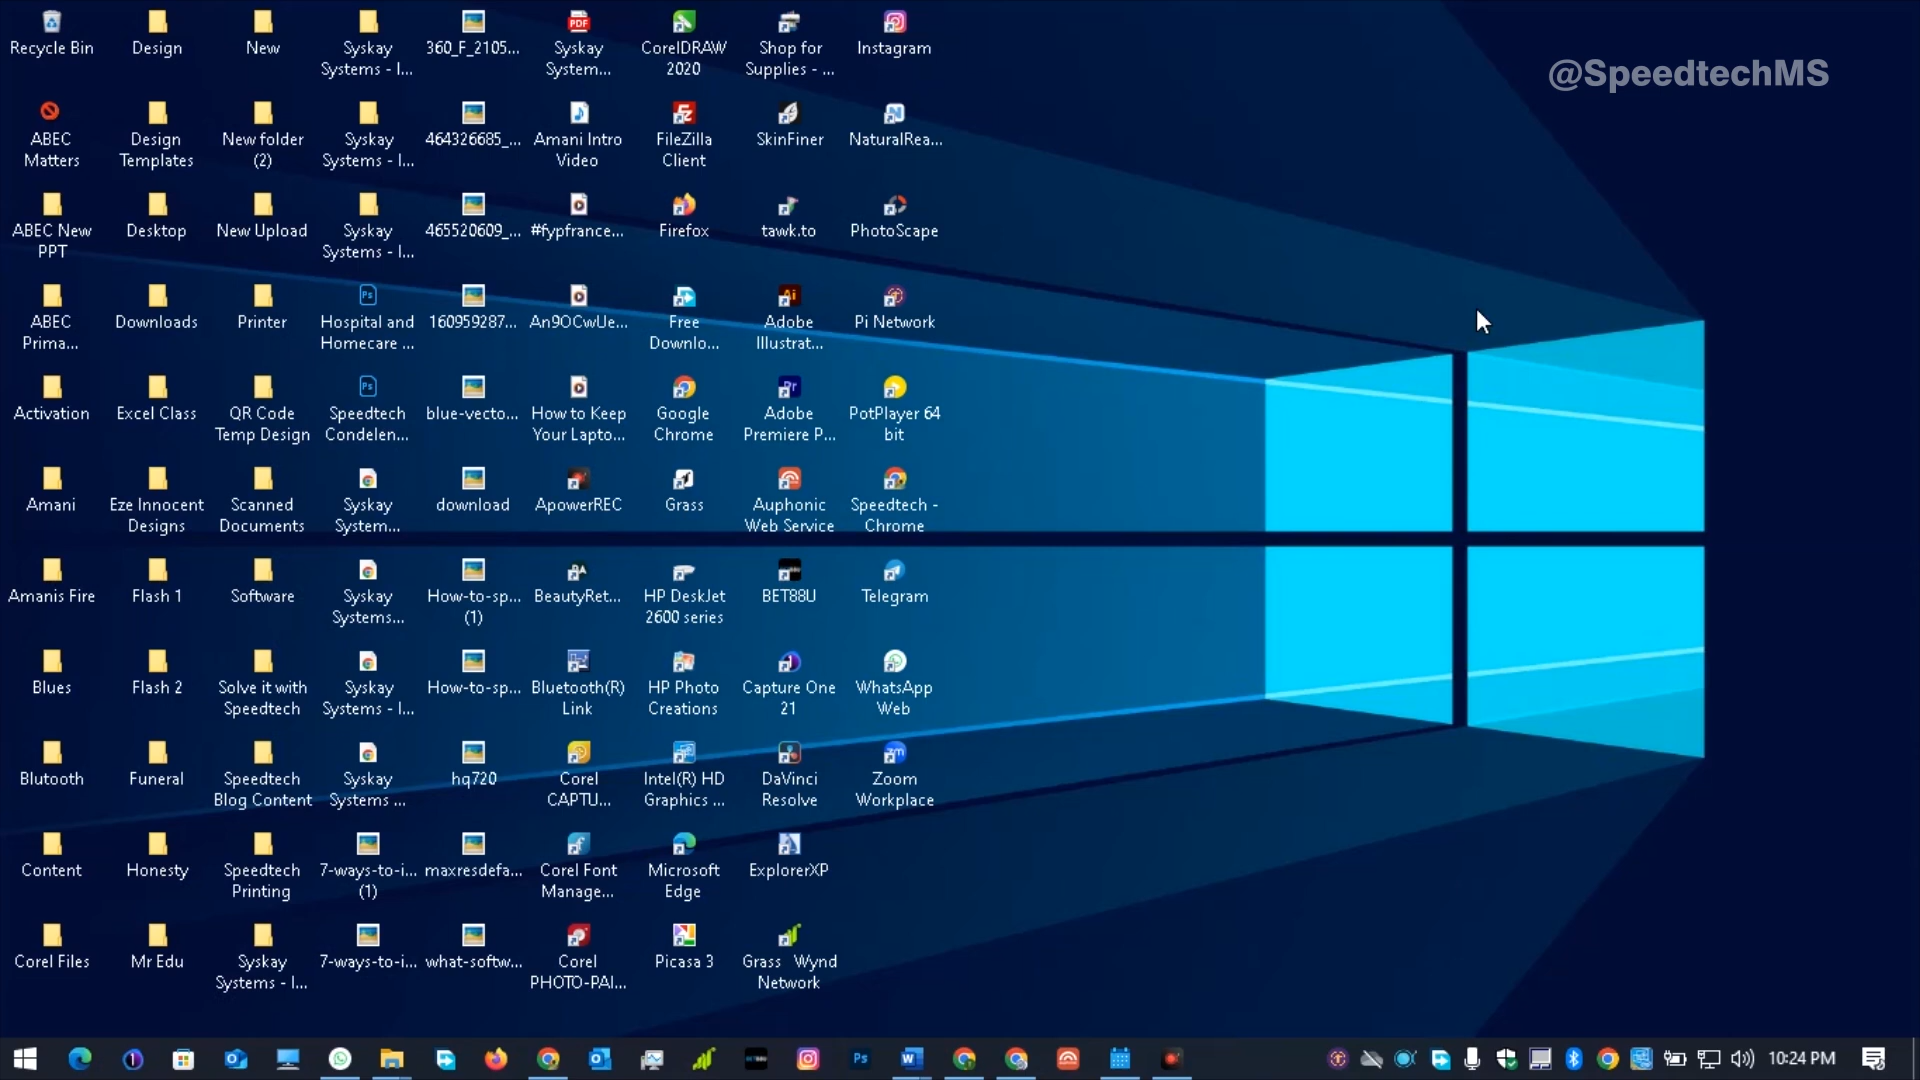 @SpeedtechMS
Recycle Bin
Design
New
Syskay
Systems - I...
360_F_2105...
Syskay
System...
CorelDRAW
2020
Shop for
Supplies - ...
Instagram
ABEC
Matters
Design
Templates
New folder
(2)
Syskay
Systems - I...
464326685_...
Amani Intro
Video
FileZilla
Client
SkinFiner
NaturalRea...
ABEC New
PPT
Desktop
New Upload
Syskay
Systems - I...
465520609_...
#fypfrance...
Firefox
tawk.to
PhotoScape
ABEC
Prima...
Downloads
Printer
Hospital and
Homecare ...
160959287...
An9OCwUe...
Free
Downlo...
Adobe
Illustrat...
Pi Network
Activation
Excel Class
QR Code
Temp Design
Speedtech
Condelen...
blue-vecto...
How to Keep
Your Lapto...
Google
Chrome
Adobe
Premiere P...
PotPlayer 64
bit
Amani
Eze Innocent
Designs
Scanned
Documents
Syskay
System...
download
ApowerREC
Grass
Auphonic
Web Service
Speedtech -
Chrome
Amanis Fire
Flash 1
Software
Syskay
Systems...
How-to-sp...
(1)
BeautyRet...
HP DeskJet
2600 series
BET88U
Telegram
Blues
Flash 2
Solve it with
Speedtech
Syskay
Systems - I...
How-to-sp...
Bluetooth(R)
Link
HP Photo
Creations
Capture One
21
WhatsApp
Web
Blutooth
Funeral
Speedtech
Blog Content
Syskay
Systems ...
hq720
Corel
CAPTU...
Intel(R) HD
Graphics ...
DaVinci
Resolve
Zoom
Workplace
Content
Honesty
Speedtech
Printing
7-ways-to-i...
(1)
maxresdefa...
Corel Font
Manage...
Microsoft
Edge
ExplorerXP
Corel Files
Mr Edu
Syskay
Systems - I...
7-ways-to-i...
what-softw...
Corel
PHOTO-PAI...
Picasa 3
Grass Wynd
Network
10:24 PM